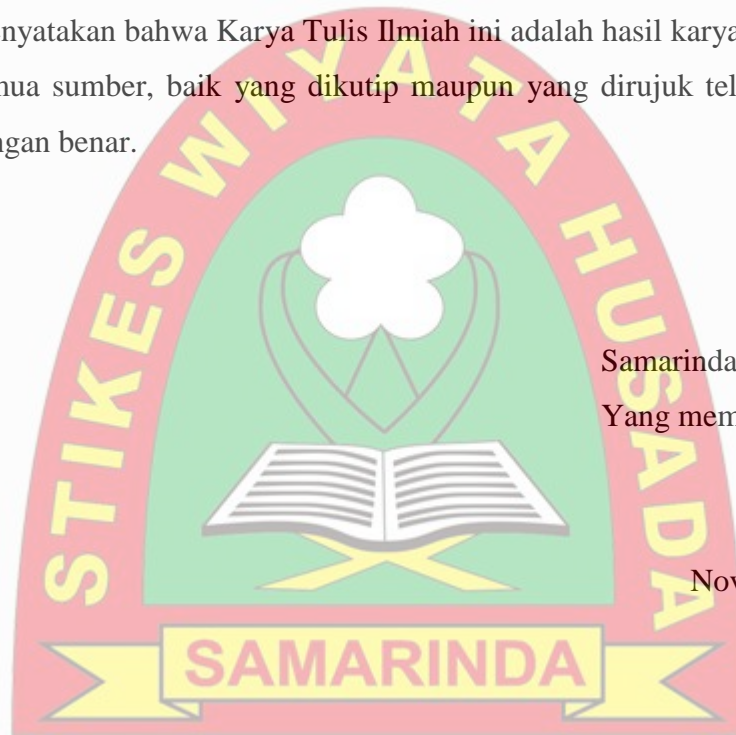 nyatakan bahwa Karya Tulis Ilmiah ini adalah hasil karya
mua sumber, baik yang dikutip maupun yang dirujuk tel
ngan benar.
STIKES WIYATA HUSADA
Samarinda
Yang mem
Nov
SAMARINDA